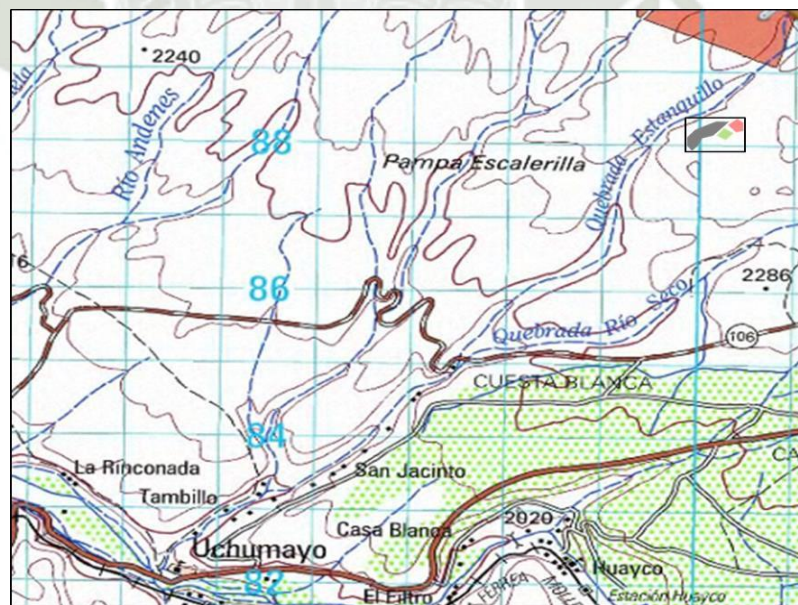 2240
Río Andenes
88
Pampa Escalerilla
Quebrada Estanquillo
86
2286
Quebrada Río Seco
106
CUESTA BLANCA
84
La Rinconada
San Jacinto
Tambillo
Casa Blanca
2020
Uchumayo
Huayco
82
El Filtro
FERREA
Estación Huayco